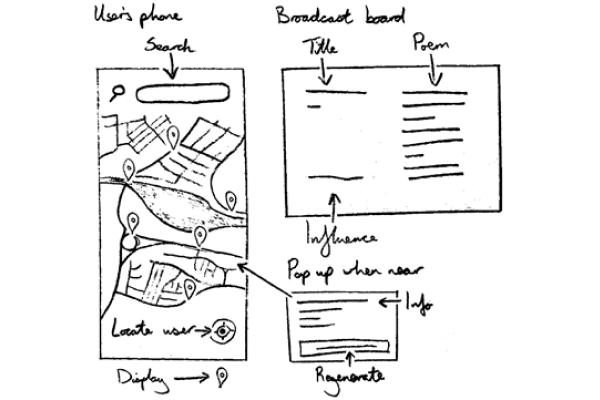 User's phone
Search
Locate user
Display
Broadcast board
Title
Poem
Influence
Pop up when near
Info
Regenerate